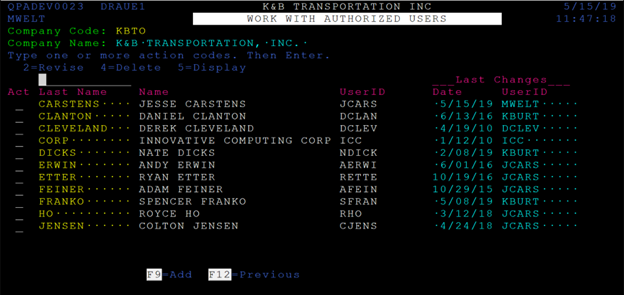 QPADEV0023 DRAUE1 K&B TRANSPORTATION INC 5/15/19
MWELT WORK WITH AUTHORIZED USERS 11:47:18
Company Code: KBTO
Company Name: K&B·TRANSPORTATION,·INC.·
Type one or more action codes. Then Enter.
2=Revise 4=Delete 5=Display
___Last Changes___
Act Last Name Name UserID Date UserID
_ CARSTENS···· JESSE CARSTENS JCARS ·5/15/19 MWELT·····
_ CLANTON····· DANIEL CLANTON DCLAN ·6/13/16 KBURT·····
_ CLEVELAND··· DEREK CLEVELAND DCLEV ·4/19/10 DCLEV·····
_ CORP········ INNOVATIVE COMPUTING CORP ICC ·1/12/10 ICC·······
_ DICKS······· NATE DICKS NDICK ·2/08/19 KBURT·····
_ ERWIN······· ANDY ERWIN AERWI ·6/01/16 JCARS·····
_ ETTER······· RYAN ETTER RETTE 10/19/16 JCARS·····
_ FEINER······ ADAM FEINER AFEIN 10/29/15 JCARS·····
_ FRANKO······ SPENCER FRANKO SFRAN ·5/08/19 KBURT·····
_ HO·········· ROYCE HO RHO ·3/12/18 JCARS·····
_ JENSEN······ COLTON JENSEN CJENS ·4/24/18 JCARS·····
F9=Add F12=Previous